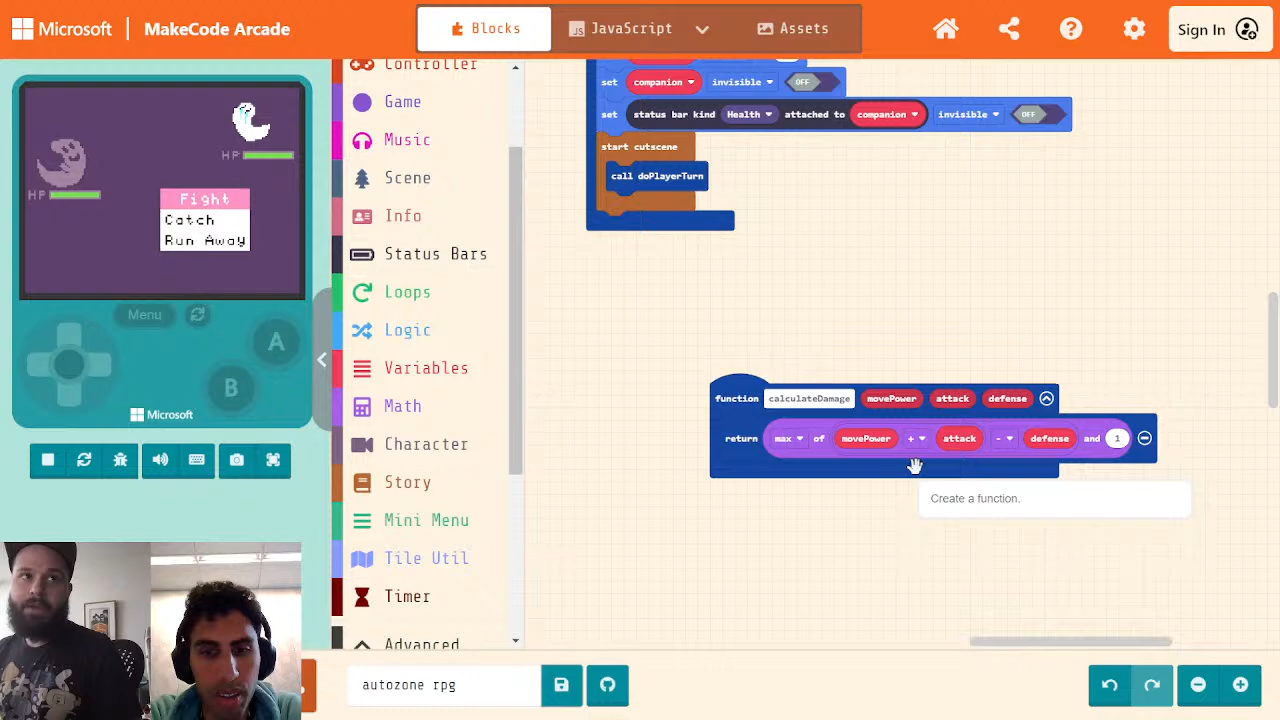 Microsoft
MakeCode Arcade
Blocks
JavaScript
Assets
Sign In
HP
HP
Fight
Catch
Run Away
Menu
A
B
Microsoft
Controller
Game
Music
Scene
Info
Status Bars
Loops
Logic
Variables
Math
Character
Story
Mini Menu
Tile Util
Timer
Advanced
set companion invisible OFF
set status bar kind Health attached to companion invisible OFF
start cutscene
call doPlayerTurn
function calculateDamage movePower attack defense
return max of movePower + attack - defense and 1
Create a function.
autozone rpg